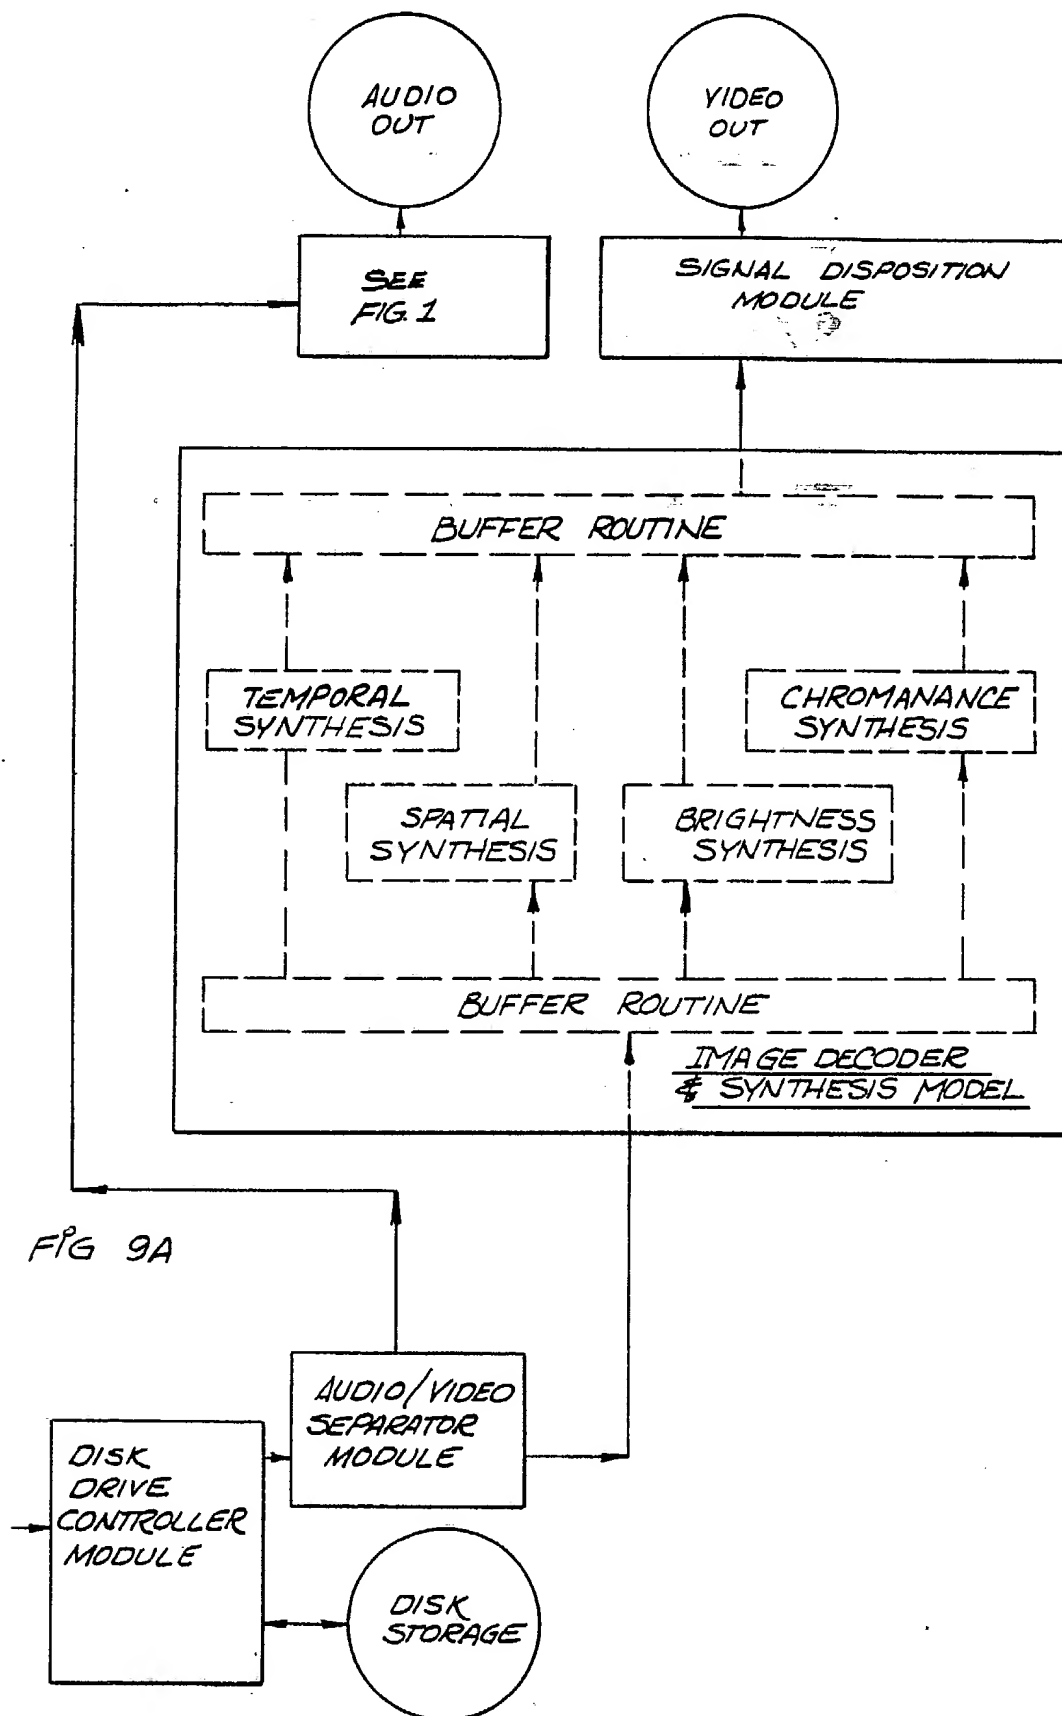 AUDIO
OUT
VIDEO
OUT
SEE
FIG. 1
SIGNAL DISPOSITION
MODULE
BUFFER ROUTINE
TEMPORAL
SYNTHESIS
CHROMANANCE
SYNTHESIS
SPATIAL
SYNTHESIS
BRIGHTNESS
SYNTHESIS
BUFFER ROUTINE
IMAGE DECODER
& SYNTHESIS MODEL
FIG 9A
AUDIO/VIDEO
SEPARATOR
MODULE
DISK
DRIVE
CONTROLLER
MODULE
DISK
STORAGE